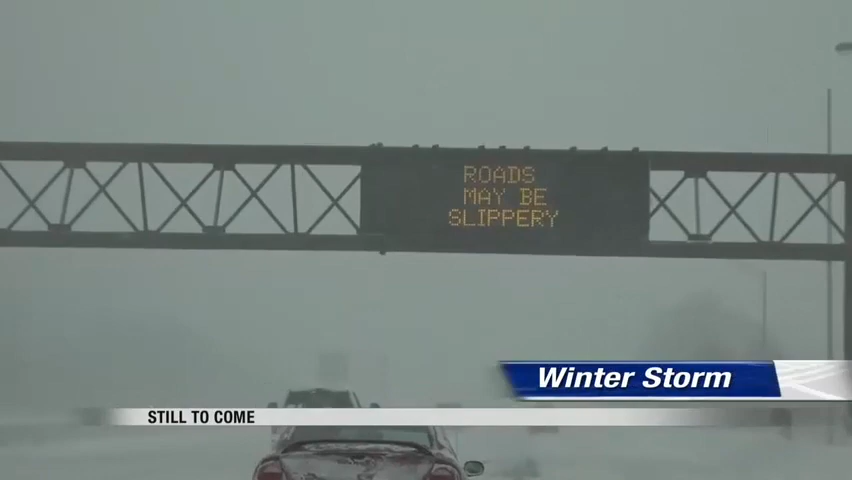 ROADS
MAY BE
SLIPPERY
Winter Storm
STILL TO COME